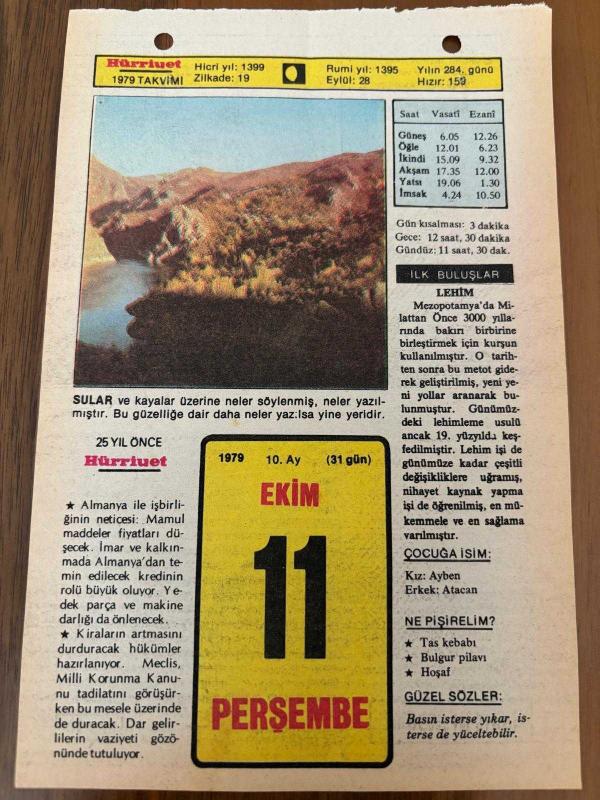 Hürriyet
1979 TAKVİMİ
Hicri yıl: 1399
Zilkade: 19
Rumi yıl: 1395
Eylül: 28
Yılın 284. günü
Hızır: 159
Saat Vasatî Ezanî
Güneş 6.05 12.26
Öğle 12.01 6.23
İkindi 15.09 9.32
Akşam 17.35 12.00
Yatsı 19.06 1.30
İmsak 4.24 10.50
Gün kısalması: 3 dakika
Gece: 12 saat, 30 dakika
Gündüz: 11 saat, 30 dak.
İLK BULUŞLAR
LEHİM
Mezopotamya'da Mi-
lattan Önce 3000 yılla-
rında bakırı birbirine
birleştirmek için kurşun
kullanılmıştır. O tarih-
ten sonra bu metot gide-
rek geliştirilmiş, yeni ye-
ni yollar aranarak bu-
lunmuştur. Günümüz-
deki lehimleme usulü
ancak 19. yüzyılda keş-
fedilmiştir. Lehim işi de
günümüze kadar çeşitli
değişikliklere uğramış,
nihayet kaynak yapma
işi de öğrenilmiş, en mü-
kemmele ve en sağlama
varılmıştır.
ÇOCUĞA İSİM:
Kız: Ayben
Erkek: Atacan
NE PİŞİRELİM?
★ Tas kebabı
★ Bulgur pilavı
★ Hoşaf
GÜZEL SÖZLER:
Basın isterse yıkar, is-
terse de yüceltebilir.
SULAR ve kayalar üzerine neler söylenmiş, neler yazıl-
mıştır. Bu güzelliğe dair daha neler yazılsa yine yeridir.
25 YIL ÖNCE
Hürriyet
★ Almanya ile işbirli-
ğinin neticesi: Mamul
maddeler fiyatları dü-
şecek. İmar ve kalkın-
mada Almanya'dan te-
min edilecek kredinin
rolü büyük oluyor. Ye-
dek parça ve makine
darlığı da önlenecek.
★ Kiraların artmasını
durduracak hükümler
hazırlanıyor. Meclis,
Milli Korunma Kanu-
nu tadilatını görüşür-
ken bu mesele üzerinde
de duracak. Dar gelir-
lilerin vaziyeti gözö-
nünde tutuluyor.
1979 10. Ay (31 gün)
EKİM
11
PERŞEMBE